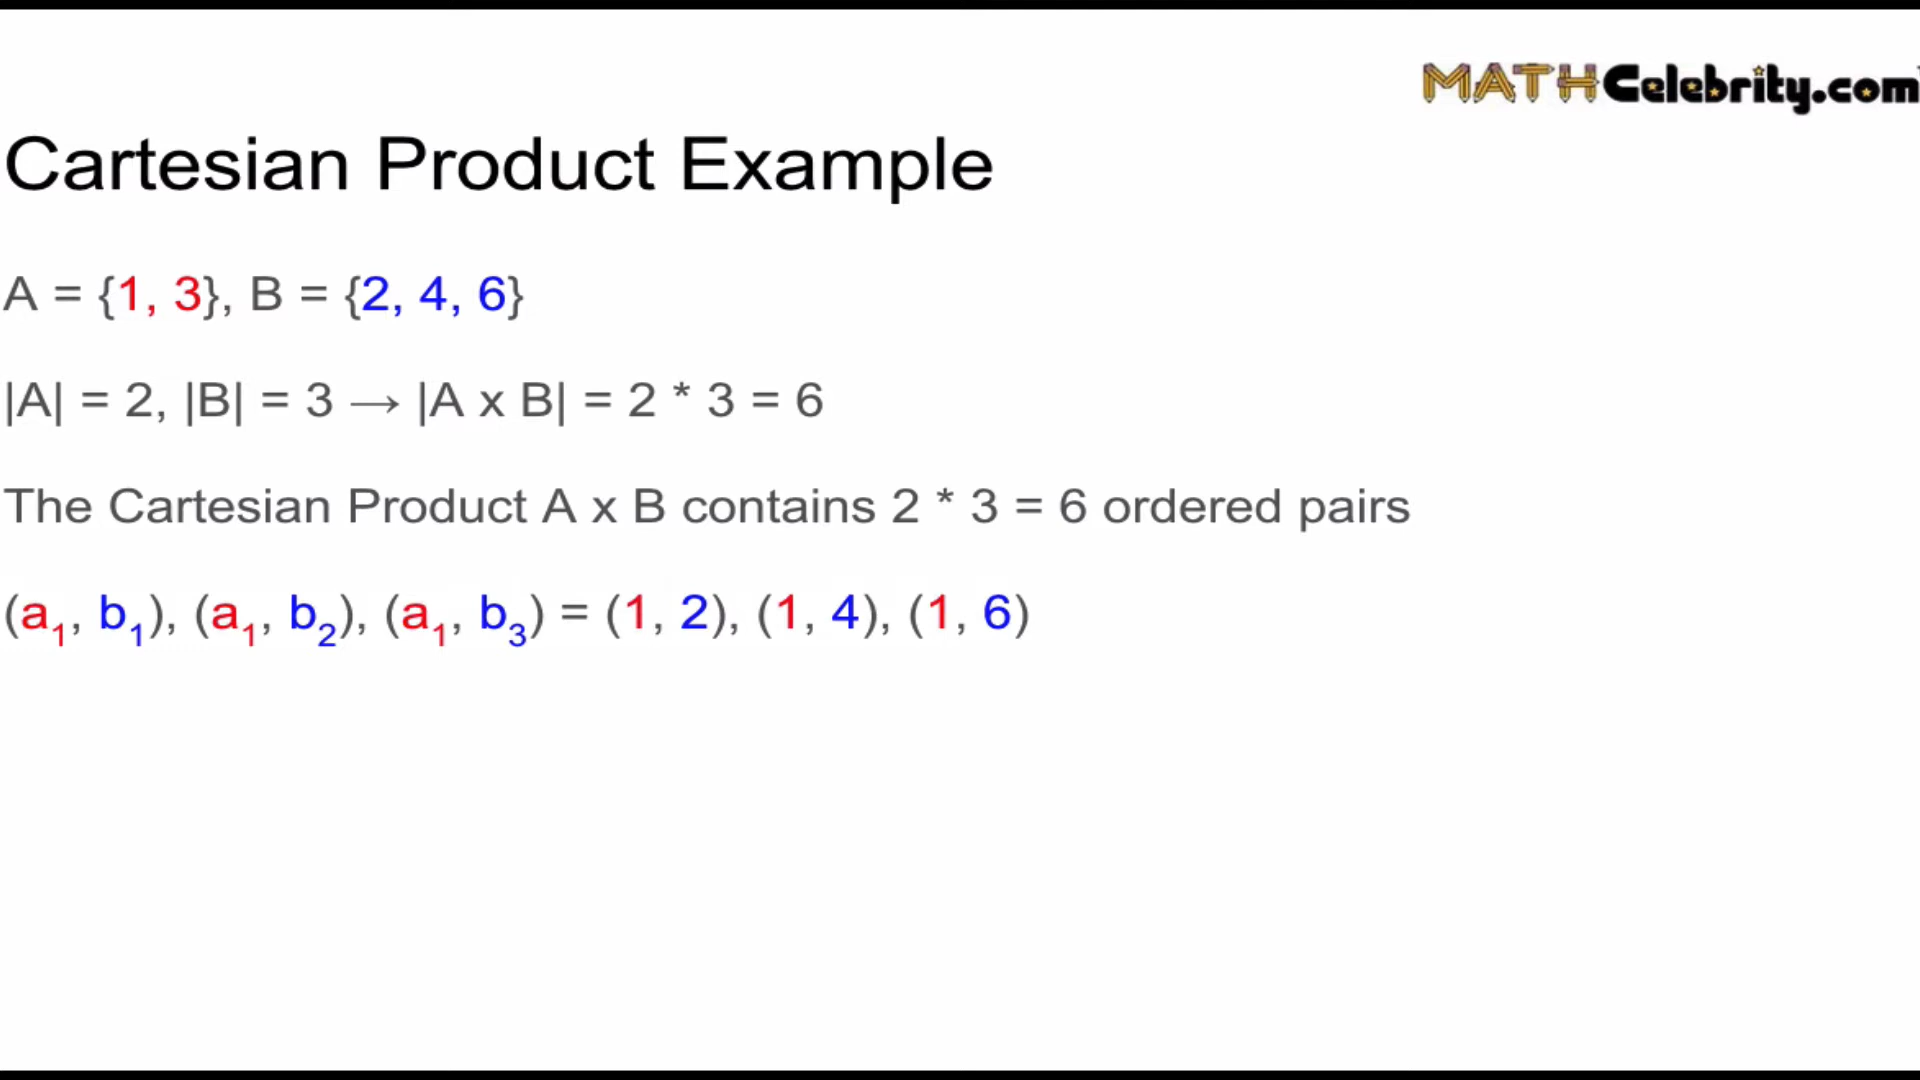 MATHCelebrity.com
Cartesian Product Example
A = {1, 3}, B = {2, 4, 6}
|A| = 2, |B| = 3 → |A x B| = 2 * 3 = 6
The Cartesian Product A x B contains 2 * 3 = 6 ordered pairs
(a₁, b₁), (a₁, b₂), (a₁, b₃) = (1, 2), (1, 4), (1, 6)